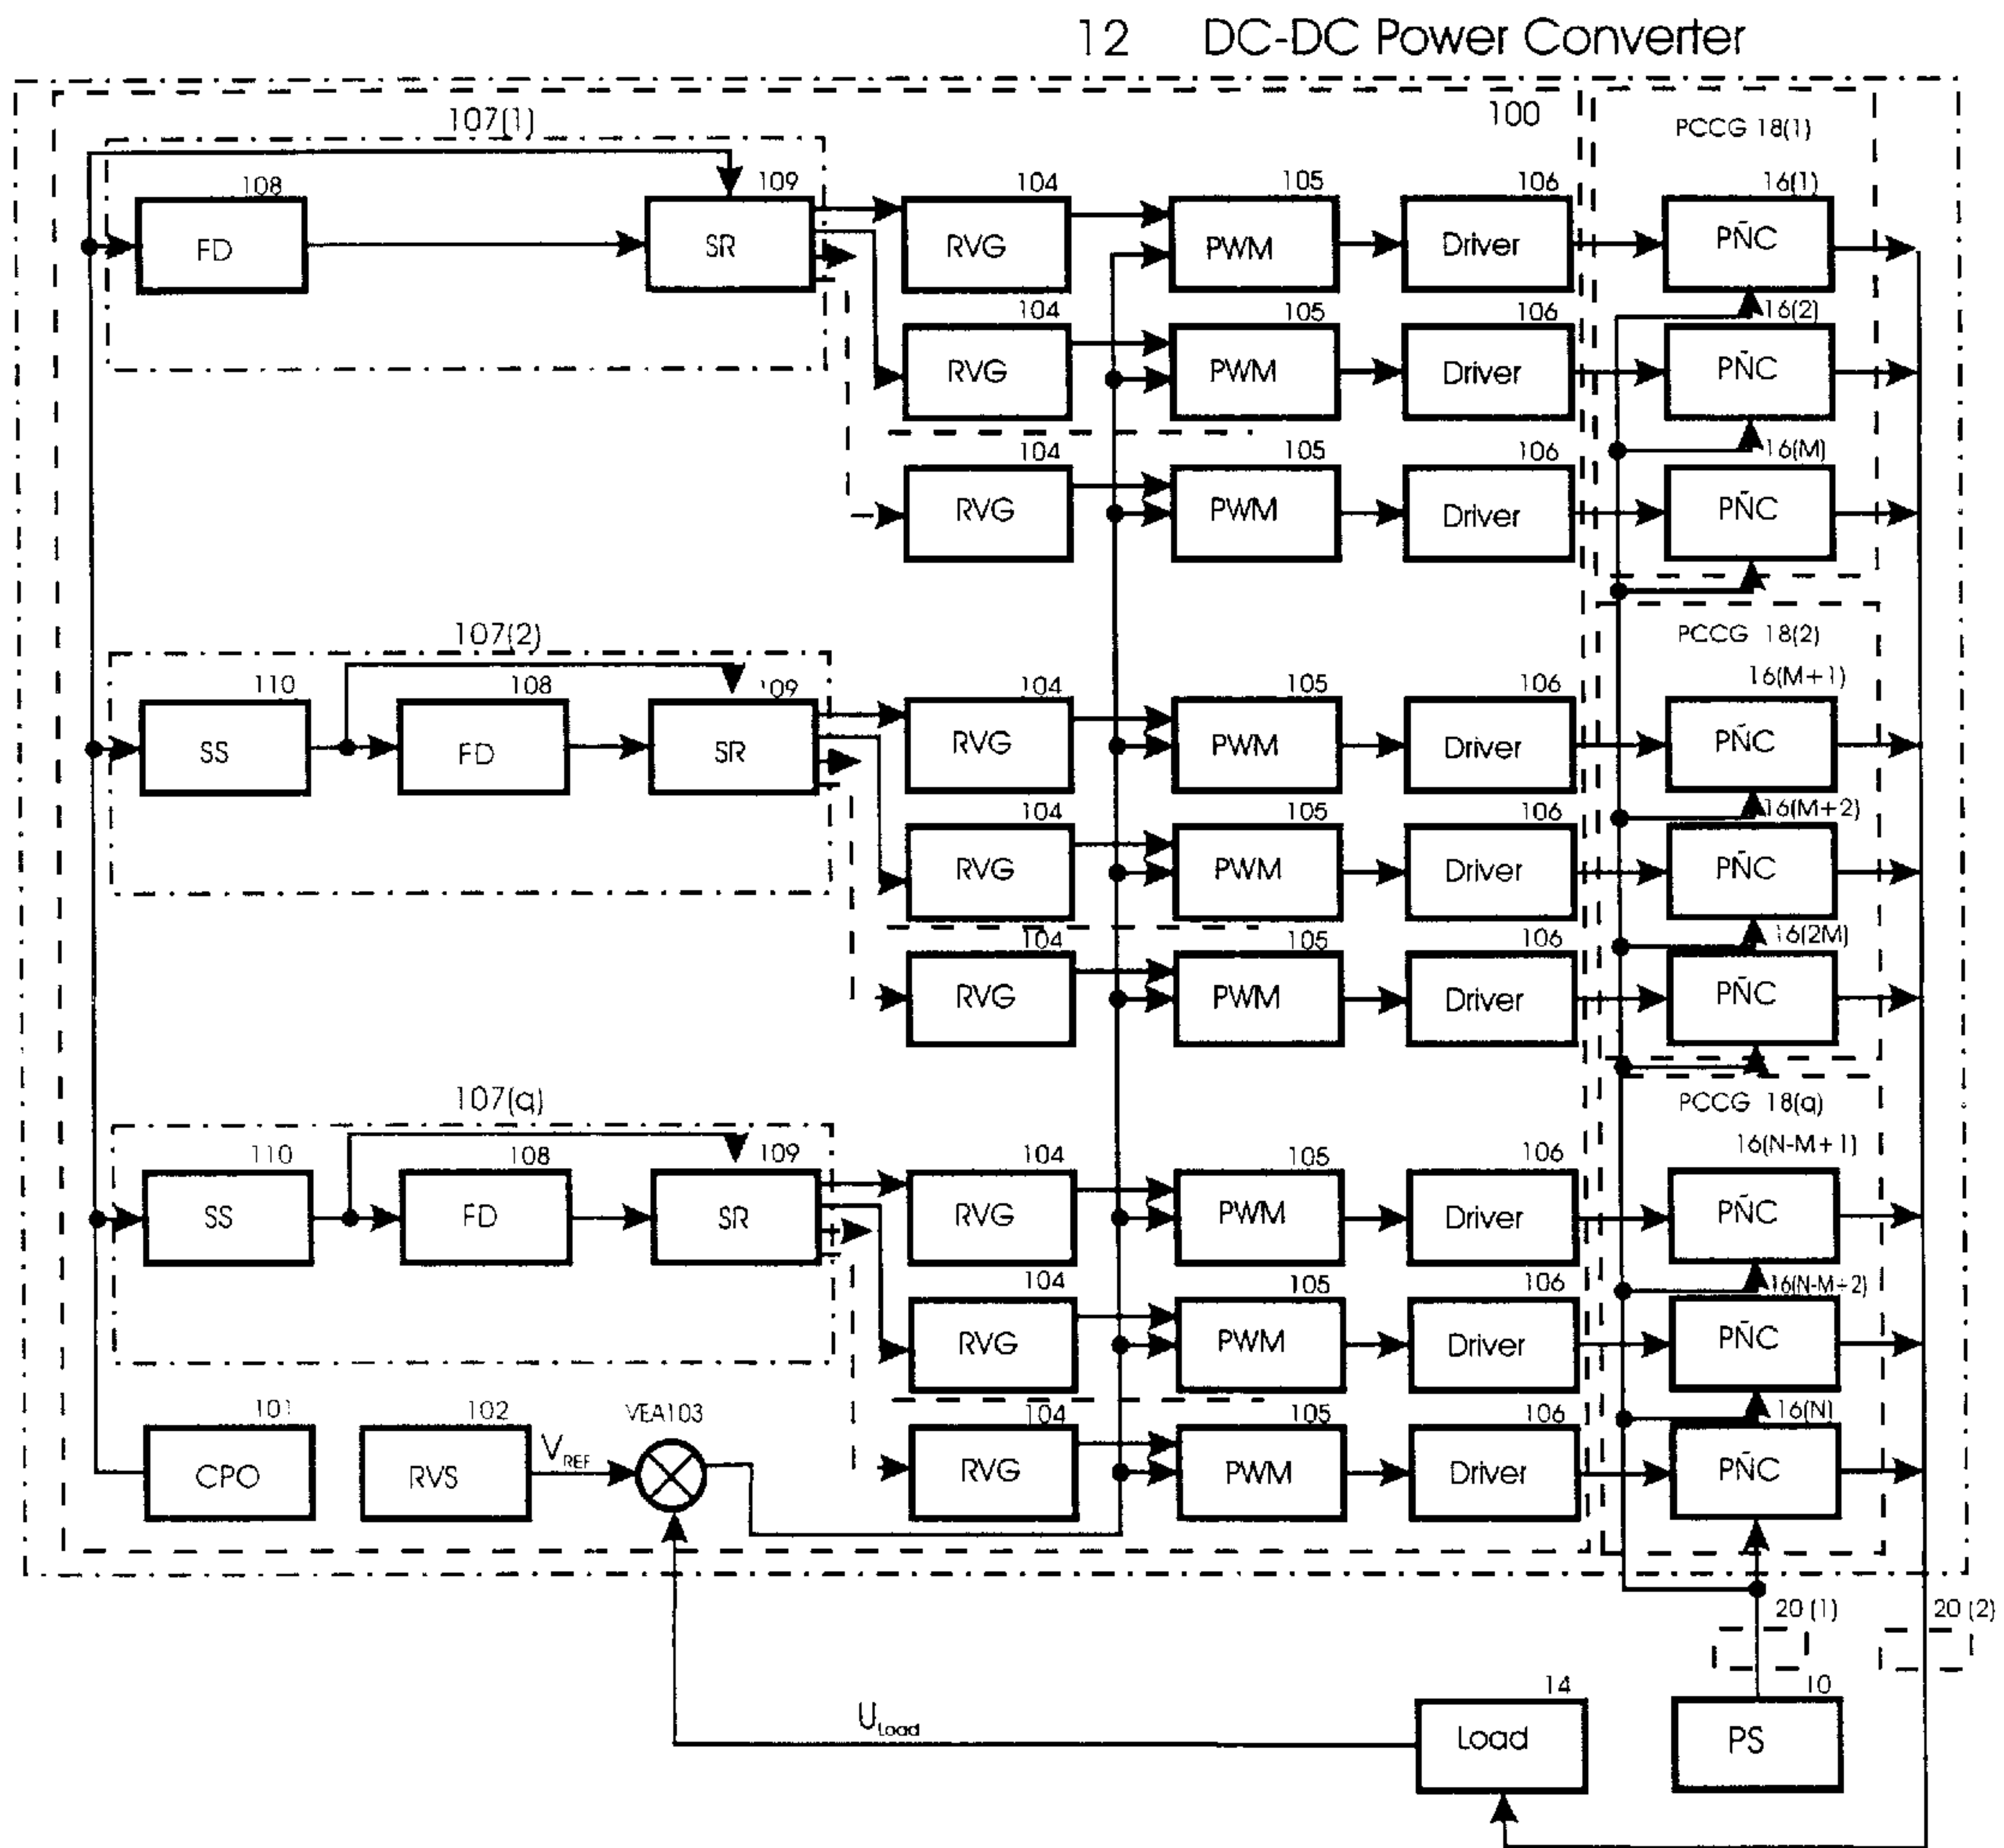 12 DC-DC Power Converter
100
107(1)
PCCG 18(1)
108
109
104
105
106
16(1)
FD
SR
RVG
PWM
Driver
PÑC
104
105
106
16(2)
RVG
PWM
Driver
PÑC
104
105
106
16(M)
RVG
PWM
Driver
PÑC
107(2)
PCCG 18(2)
110
108
109
104
105
106
16(M+1)
SS
FD
SR
RVG
PWM
Driver
PÑC
104
105
106
16(M+2)
RVG
PWM
Driver
PÑC
104
105
106
16(2M)
RVG
PWM
Driver
PÑC
107(q)
PCCG 18(q)
110
108
109
104
105
106
16(N-M+1)
SS
FD
SR
RVG
PWM
Driver
PÑC
104
105
106
16(N-M+2)
RVG
PWM
Driver
PÑC
101
102
VEA103
104
105
106
16(N)
CPO
RVS
VREF
RVG
PWM
Driver
PÑC
20 (1)
20 (2)
14
10
ULoad
Load
PS